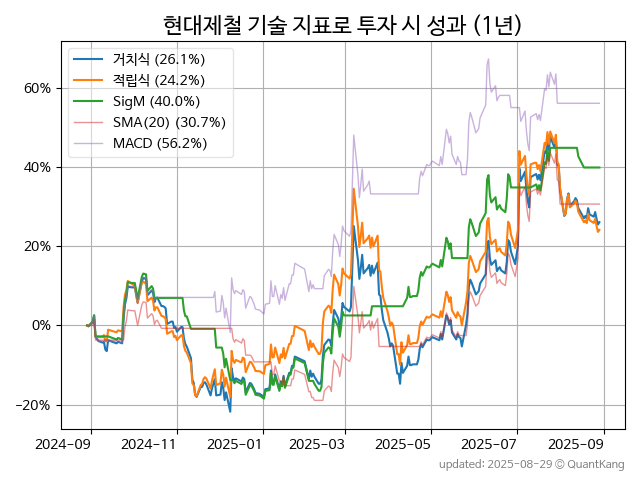 현대제철 기술 지표로 투자 시 성과 (1년)
거치식 (26.1%)
적립식 (24.2%)
SigM (40.0%)
SMA(20) (30.7%)
MACD (56.2%)
60%
40%
20%
0%
−20%
2024-09
2024-11
2025-01
2025-03
2025-05
2025-07
2025-09
updated: 2025-08-29 © QuantKang